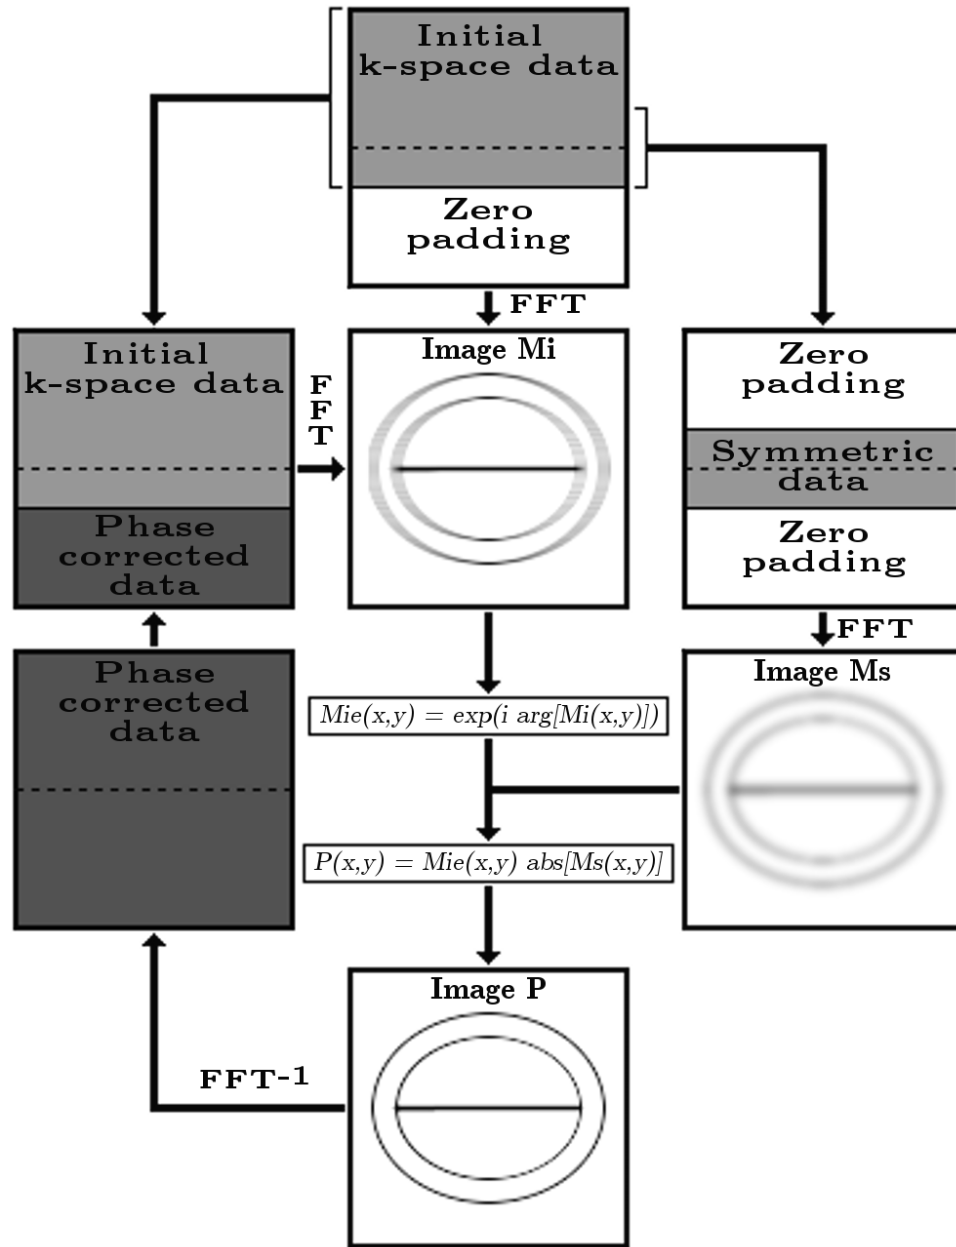 Initial
k-space data
Zero
padding
FFT
Initial
k-space data
Phase
corrected
data
F
F
T
Image Mi
Zero
padding
Symmetric
data
Zero
padding
FFT
Phase
corrected
data
Mie(x,y) = exp(i arg[Mi(x,y)])
Image Ms
P(x,y) = Mie(x,y) abs[Ms(x,y)]
Image P
FFT-1